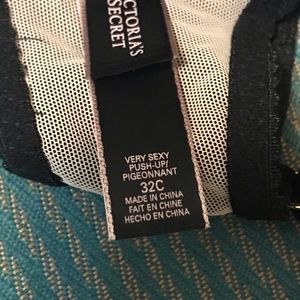 VICTORIA'S
SECRET
VERY SEXY
PUSH-UP/
PIGEONNANT
32C
MADE IN CHINA
FAIT EN CHINE
HECHO EN CHINA